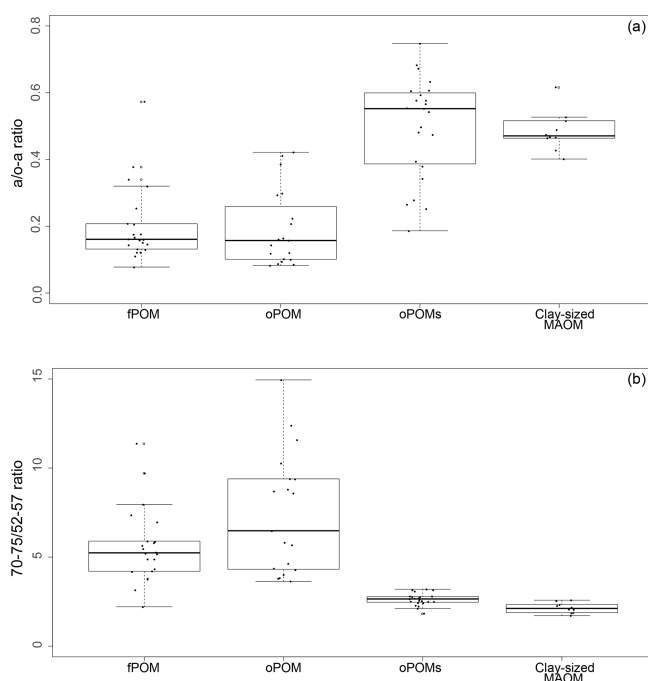 (a)
0.8
0.6
0.4
0.2
0.0
a/o-a ratio
fPOM oPOM oPOMs Clay-sized
MAOM
(b)
15
10
5
0
70-75/52-57 ratio
fPOM oPOM oPOMs Clay-sized
MAOM